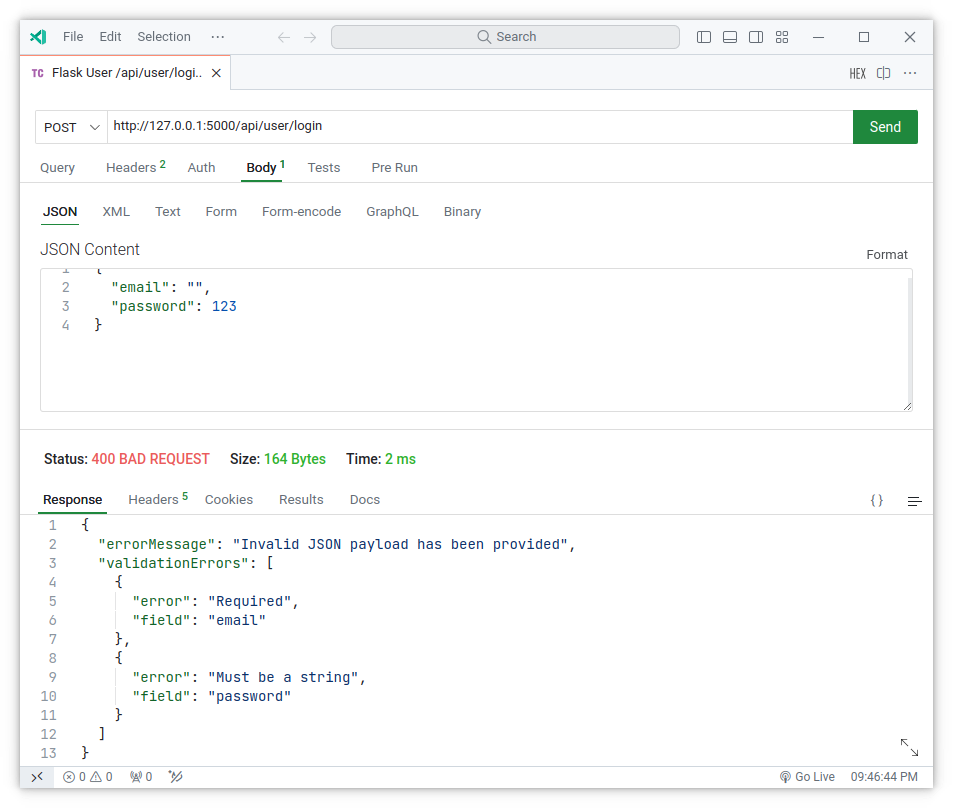 File Edit Selection ··· Search
TC Flask User /api/user/logi.. HEX ···
POST http://127.0.0.1:5000/api/user/login Send
Query Headers 2 Auth Body 1 Tests Pre Run
JSON XML Text Form Form-encode GraphQL Binary
JSON Content
Format
1 {
2 "email": "",
3 "password": 123
4 }
Status: 400 BAD REQUEST Size: 164 Bytes Time: 2 ms
Response Headers 5 Cookies Results Docs { }
1 {
2 "errorMessage": "Invalid JSON payload has been provided",
3 "validationErrors": [
4 {
5 "error": "Required",
6 "field": "email"
7 },
8 {
9 "error": "Must be a string",
10 "field": "password"
11 }
12 ]
13 }
0 0 0 Go Live 09:46:44 PM